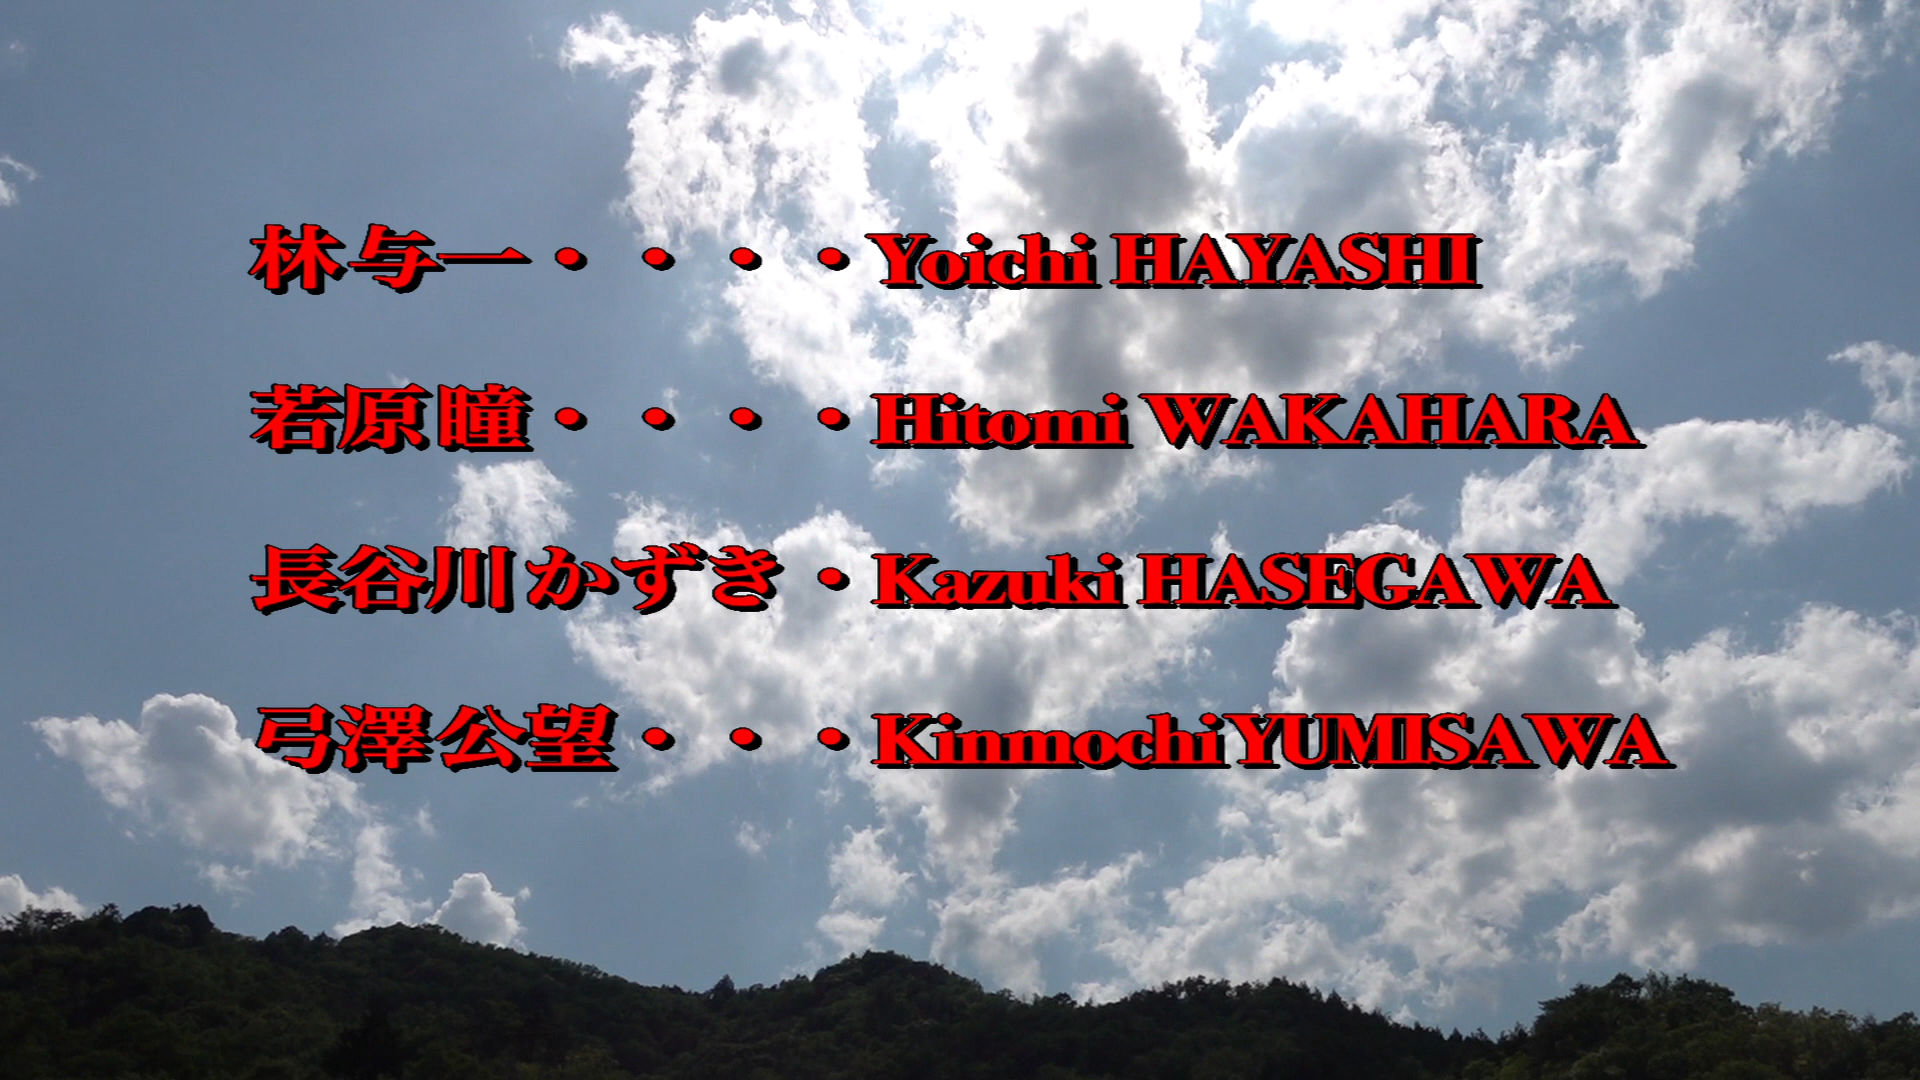 林与一・・・・Yoichi HAYASHI
若原瞳・・・・Hitomi WAKAHARA
長谷川かずき・Kazuki HASEGAWA
弓澤公望・・・Kinmochi YUMISAWA